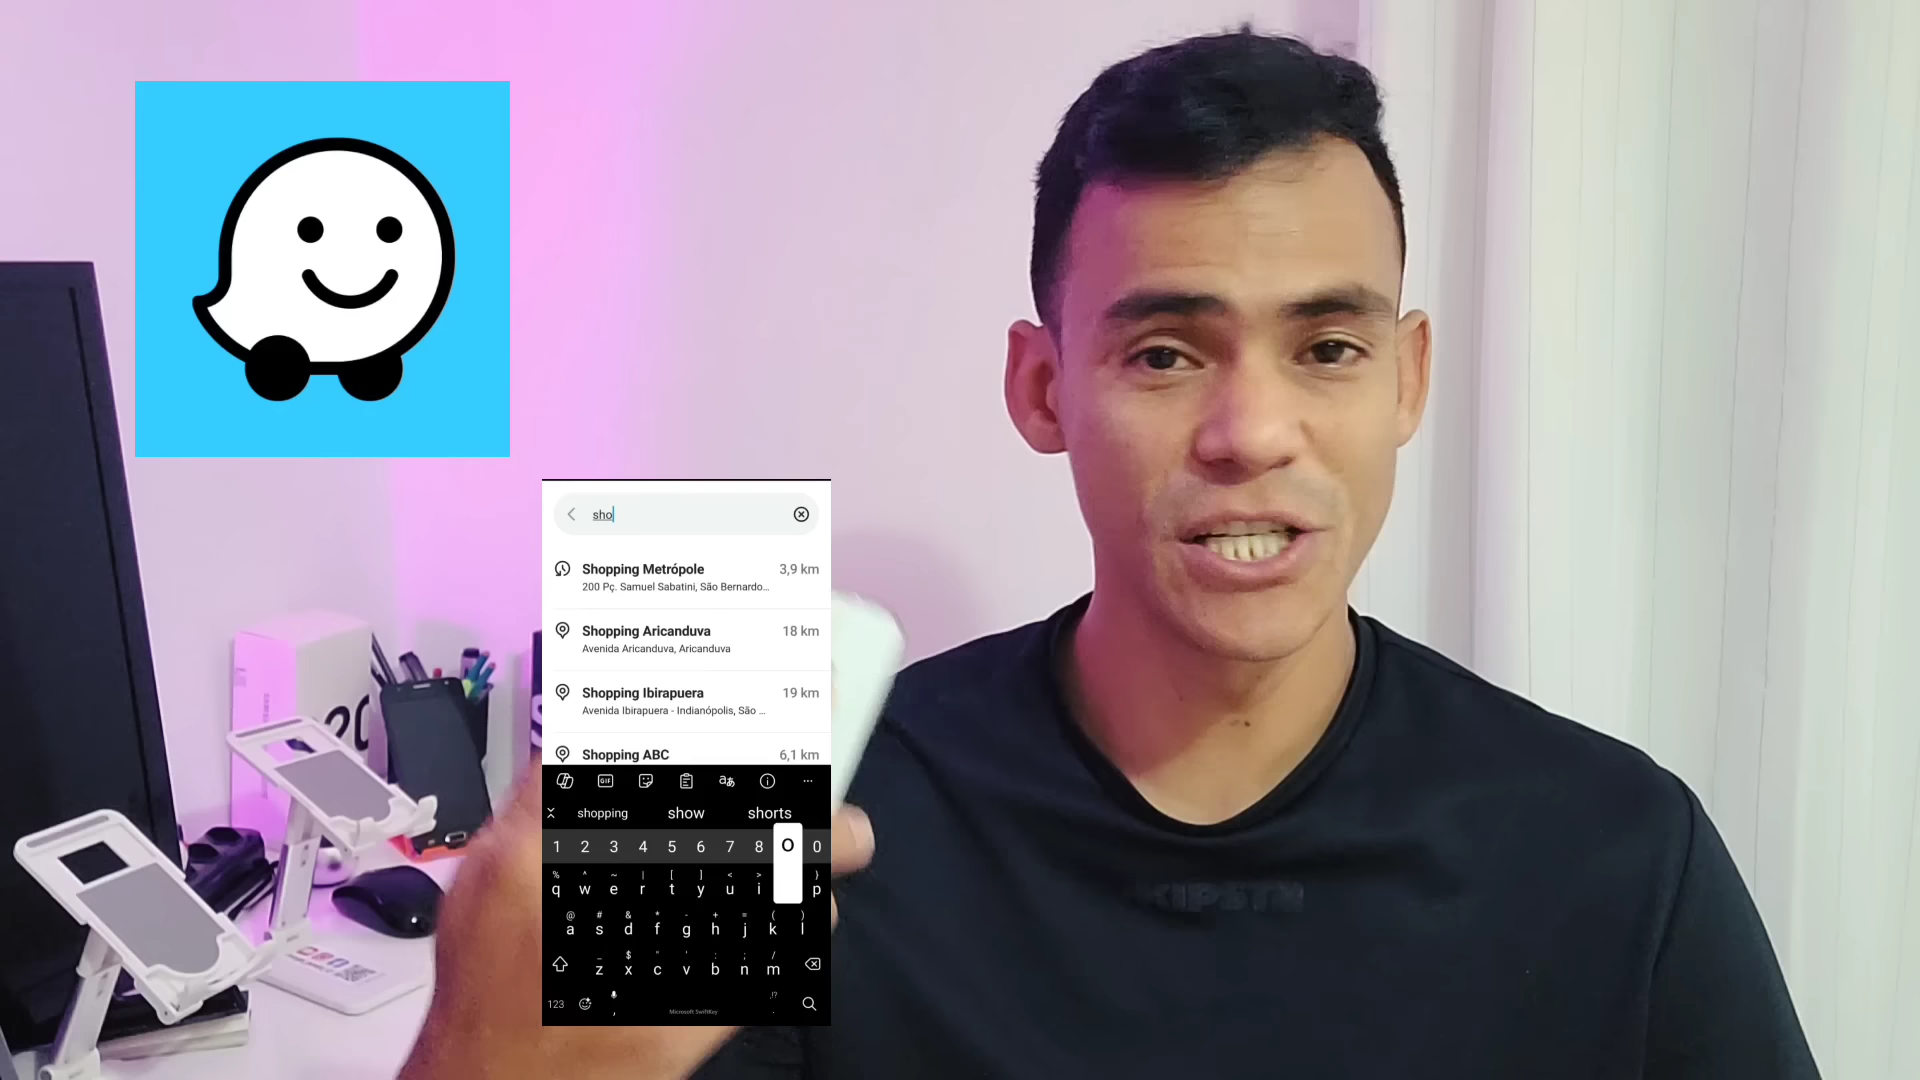 sho
Shopping Metrópole 3,9 km
200 Pç. Samuel Sabatini, São Bernardo...
Shopping Aricanduva 18 km
Avenida Aricanduva, Aricanduva
Shopping Ibirapuera 19 km
Avenida Ibirapuera - Indianópolis, São ...
Shopping ABC 6,1 km
GIF
shopping show shorts
1 2 3 4 5 6 7 8 O 0
% ^ ~ | [ ] < > }
q w e r t y u i p
@ # & * - + = ( )
a s d f g h j k l
_ $ " ' : ; /
z x c v b n m
123 , ,!? .
Microsoft SwiftKey
20